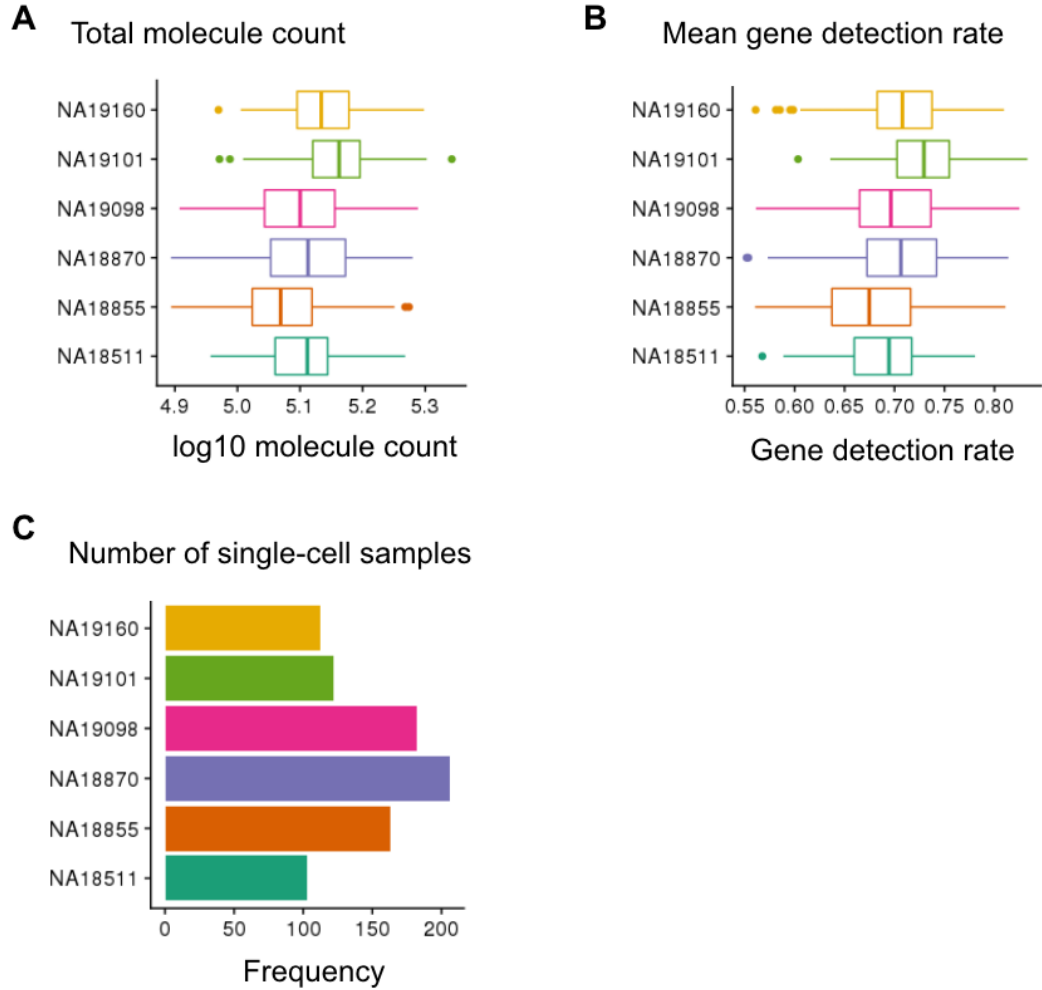 A
Total molecule count
NA19160
NA19101
NA19098
NA18870
NA18855
NA18511
4.9 5.0 5.1 5.2 5.3
log10 molecule count
B
Mean gene detection rate
NA19160
NA19101
NA19098
NA18870
NA18855
NA18511
0.55 0.60 0.65 0.70 0.75 0.80
Gene detection rate
C
Number of single-cell samples
NA19160
NA19101
NA19098
NA18870
NA18855
NA18511
0 50 100 150 200
Frequency